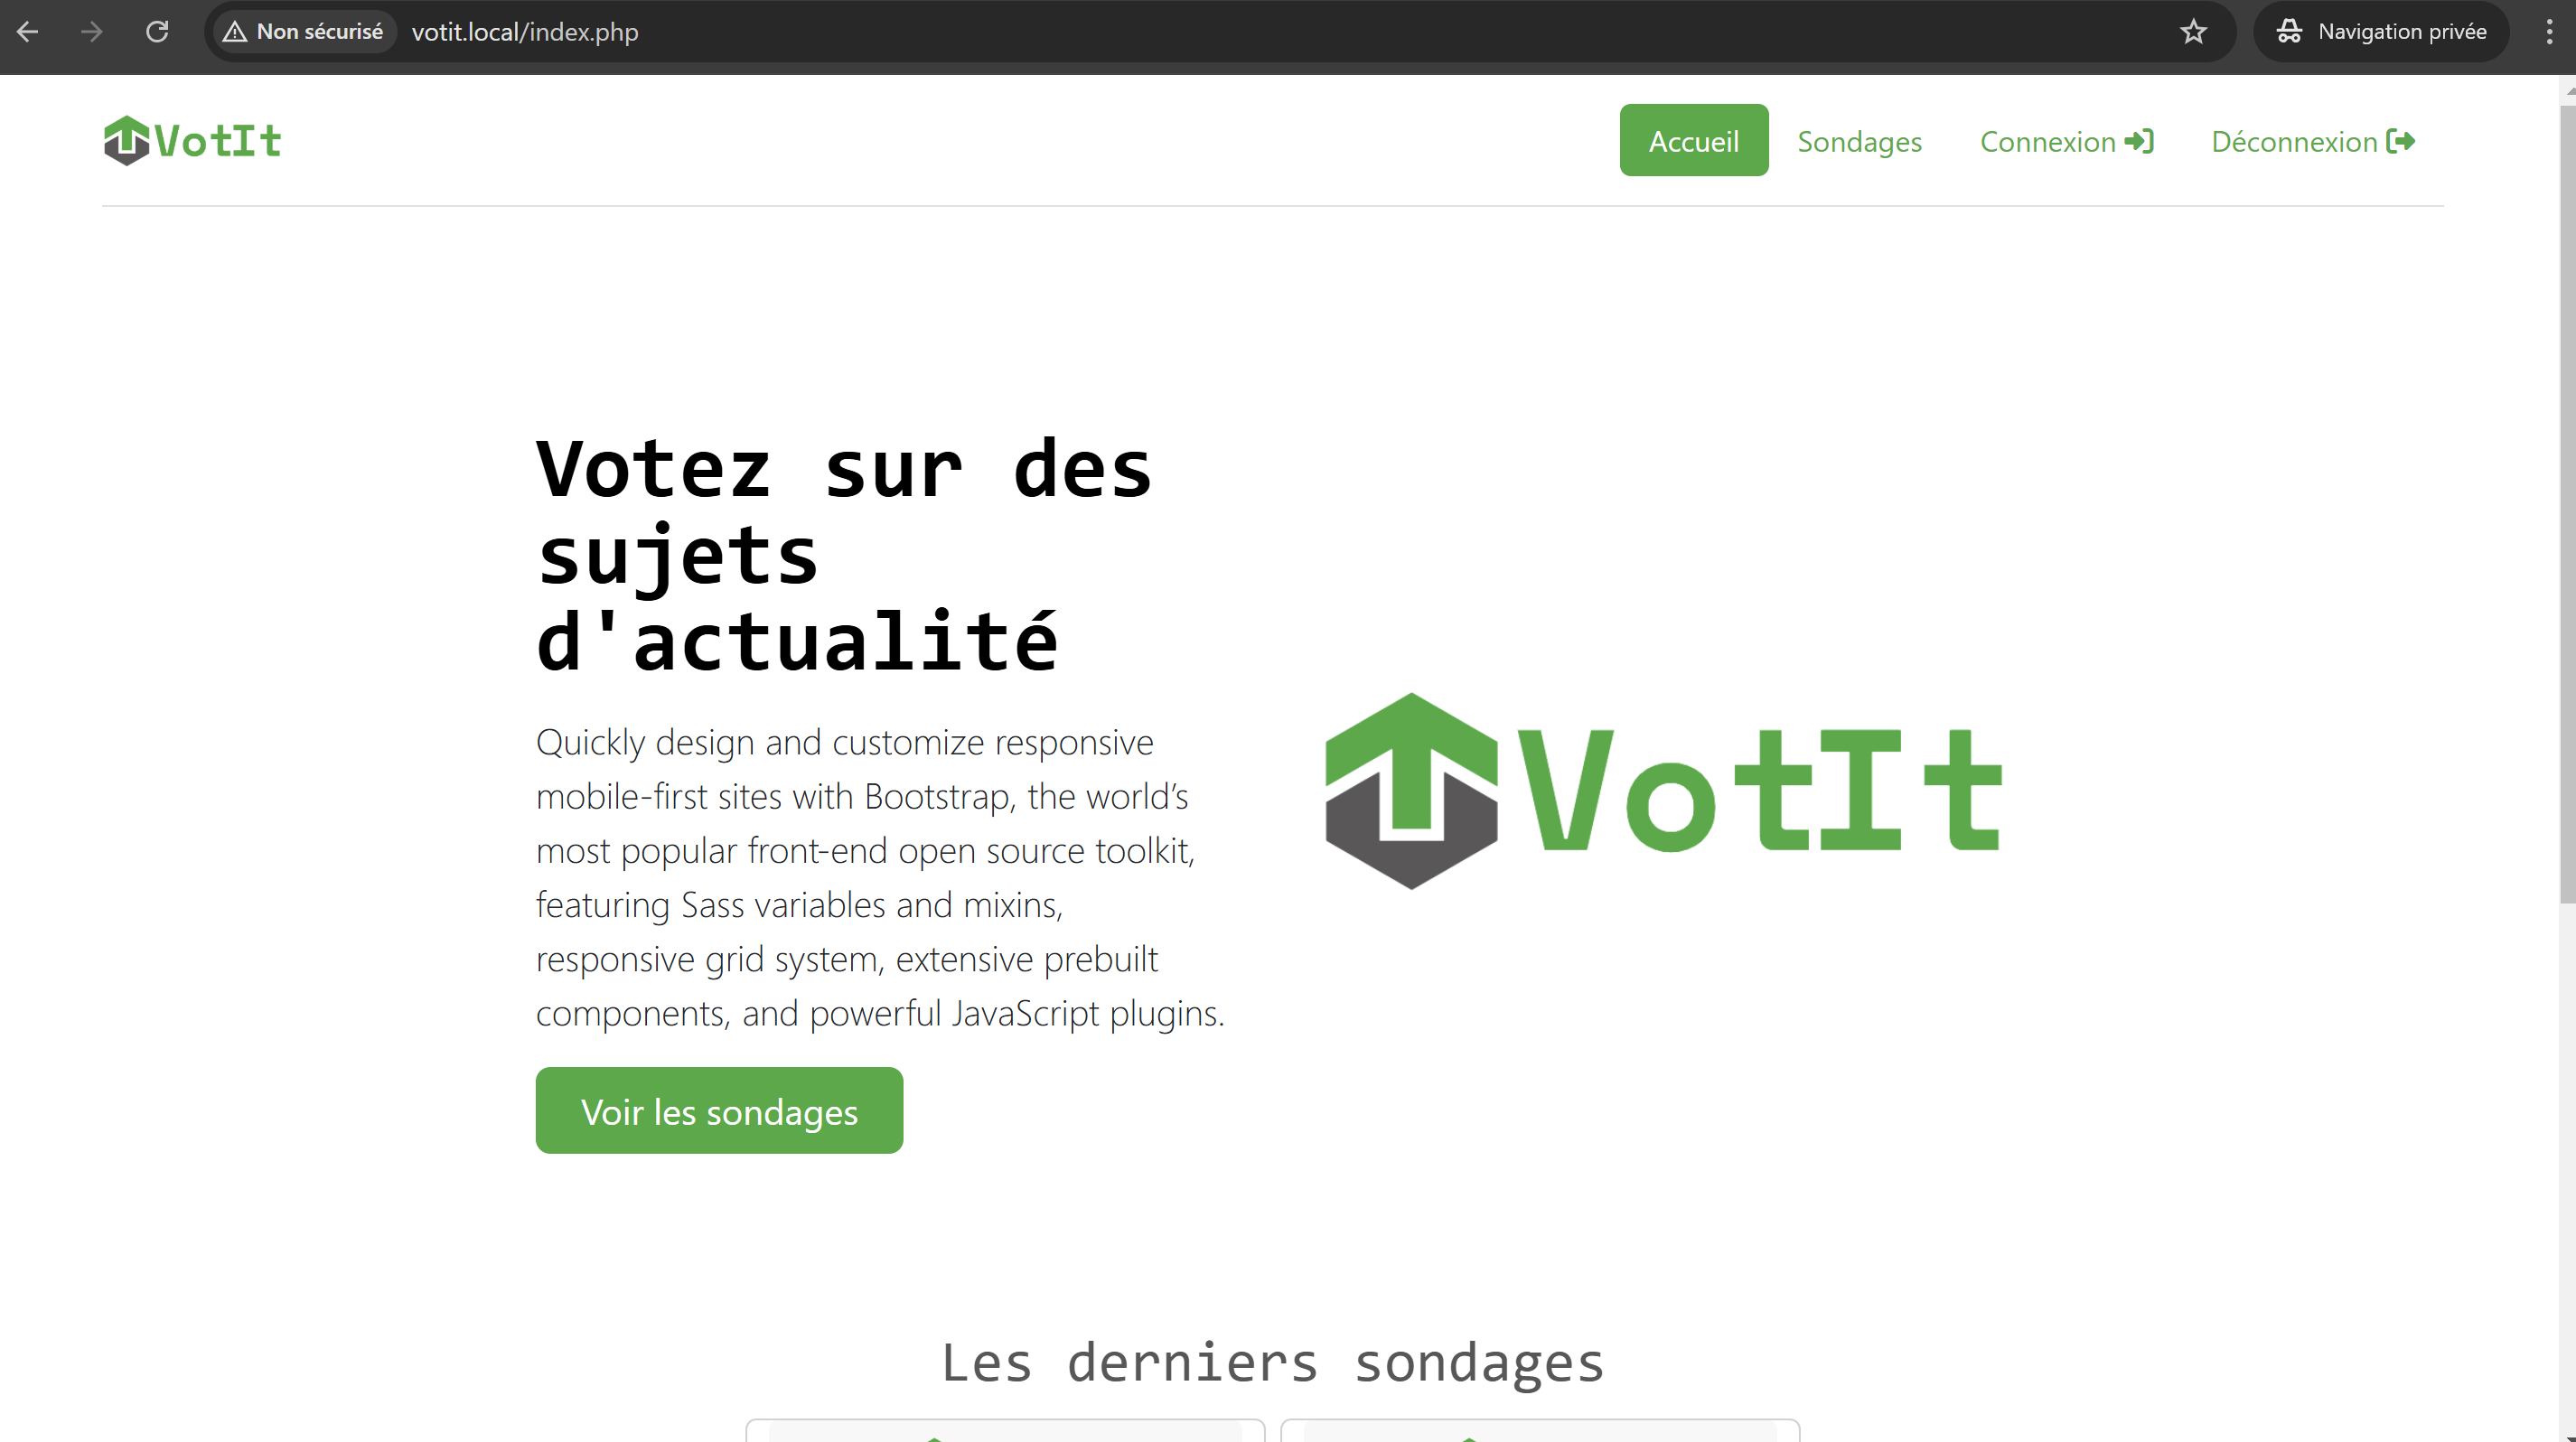 Non sécurisé votit.local/index.php Navigation privée
VotIt Accueil Sondages Connexion Déconnexion
Votez sur des
sujets
d'actualité
Quickly design and customize responsive
mobile-first sites with Bootstrap, the world’s
most popular front-end open source toolkit,
featuring Sass variables and mixins,
responsive grid system, extensive prebuilt
components, and powerful JavaScript plugins.
VotIt
Voir les sondages
Les derniers sondages